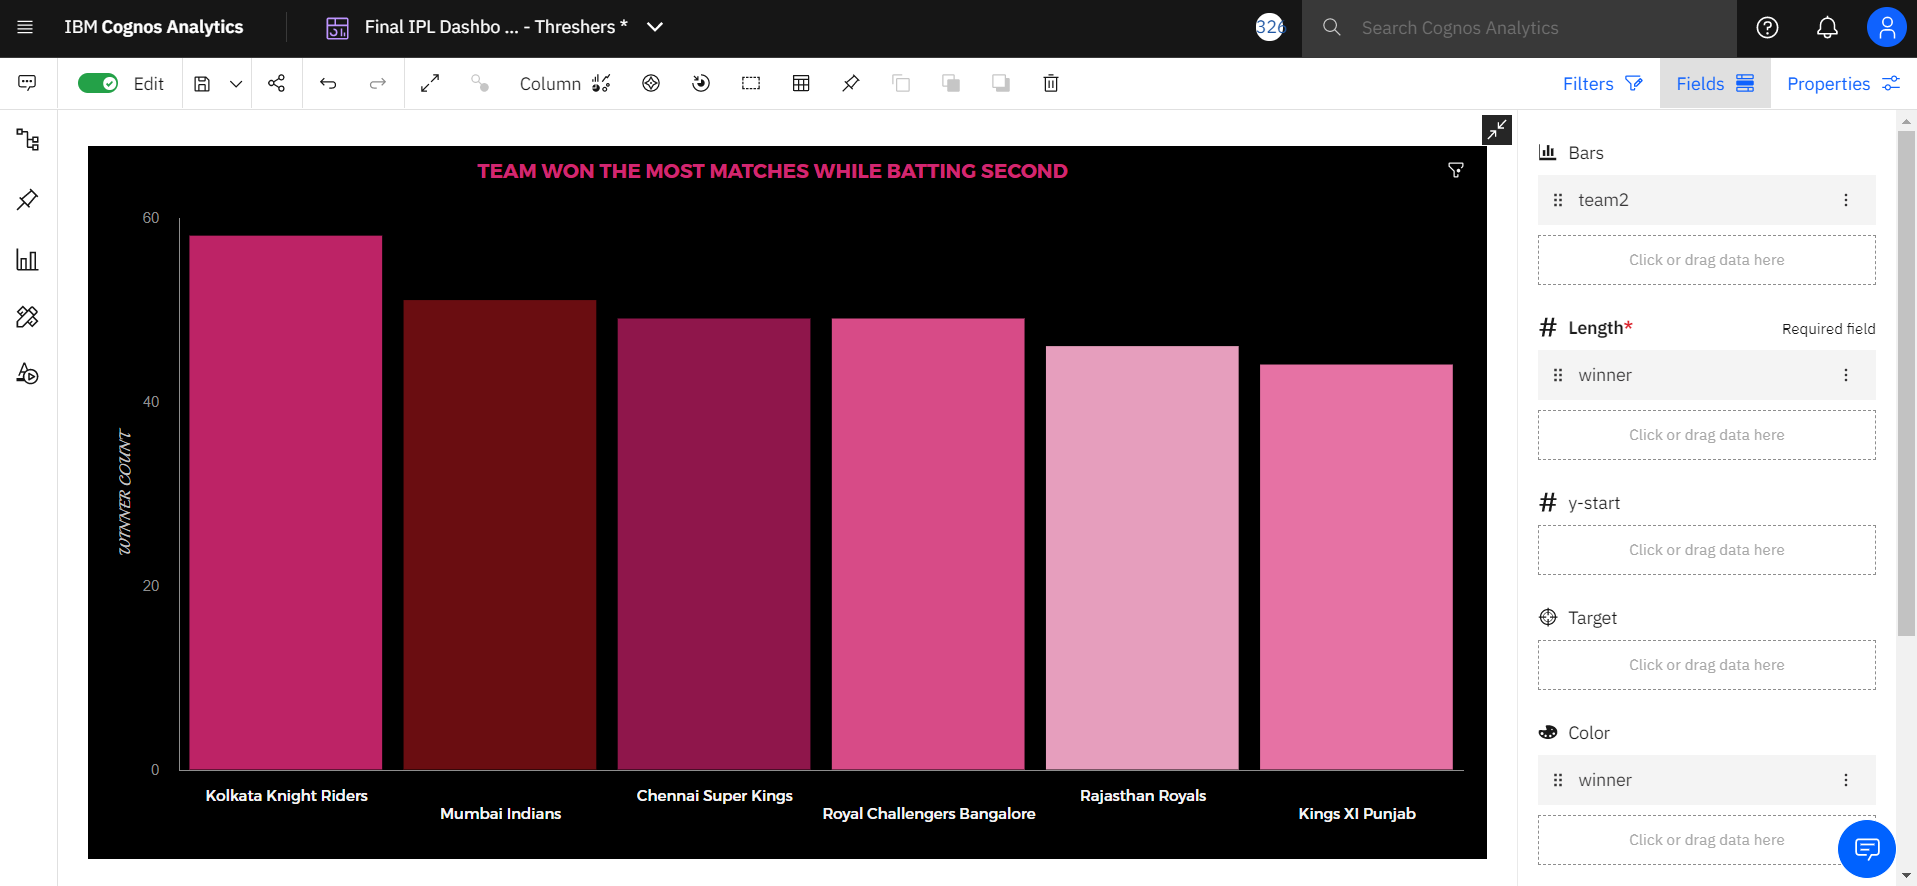 IBM Cognos Analytics
Final IPL Dashbo ... - Threshers *
326
Search Cognos Analytics
Edit
Column
Filters
Fields
Properties
TEAM WON THE MOST MATCHES WHILE BATTING SECOND
60
40
20
0
WINNER COUNT
Kolkata Knight Riders
Mumbai Indians
Chennai Super Kings
Royal Challengers Bangalore
Rajasthan Royals
Kings XI Punjab
Bars
team2
Click or drag data here
# Length* Required field
winner
Click or drag data here
# y-start
Click or drag data here
Target
Click or drag data here
Color
winner
Click or drag data here